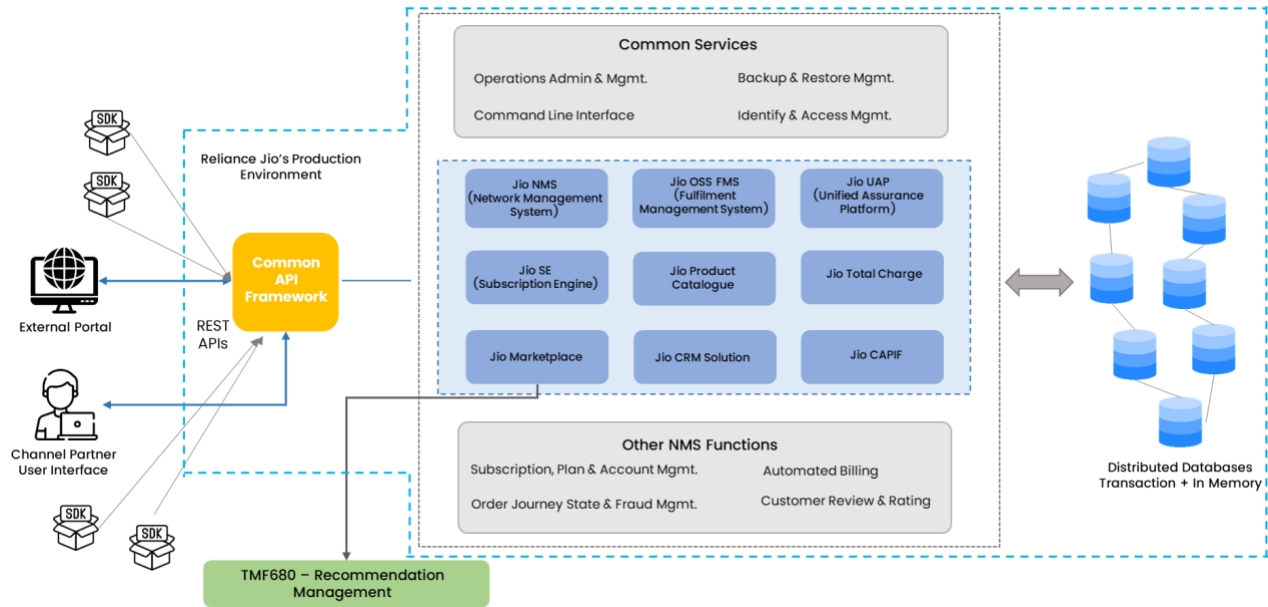 Common Services
Operations Admin & Mgmt.
Backup & Restore Mgmt.
Command Line Interface
Identify & Access Mgmt.
SDK
SDK
Reliance Jio's Production
Environment
Jio NMS
(Network Management
System)
Jio OSS FMS
(Fulfilment
Management System)
Jio UAP
(Unified Assurance
Platform)
Common
API
Framework
Jio SE
(Subscription Engine)
Jio Product
Catalogue
Jio Total Charge
External Portal
REST
APIs
Jio Marketplace
Jio CRM Solution
Jio CAPIF
Channel Partner
User Interface
Other NMS Functions
Subscription, Plan & Account Mgmt.
Automated Billing
Order Journey State & Fraud Mgmt.
Customer Review & Rating
Distributed Databases
Transaction + In Memory
SDK
SDK
TMF680 – Recommendation
Management